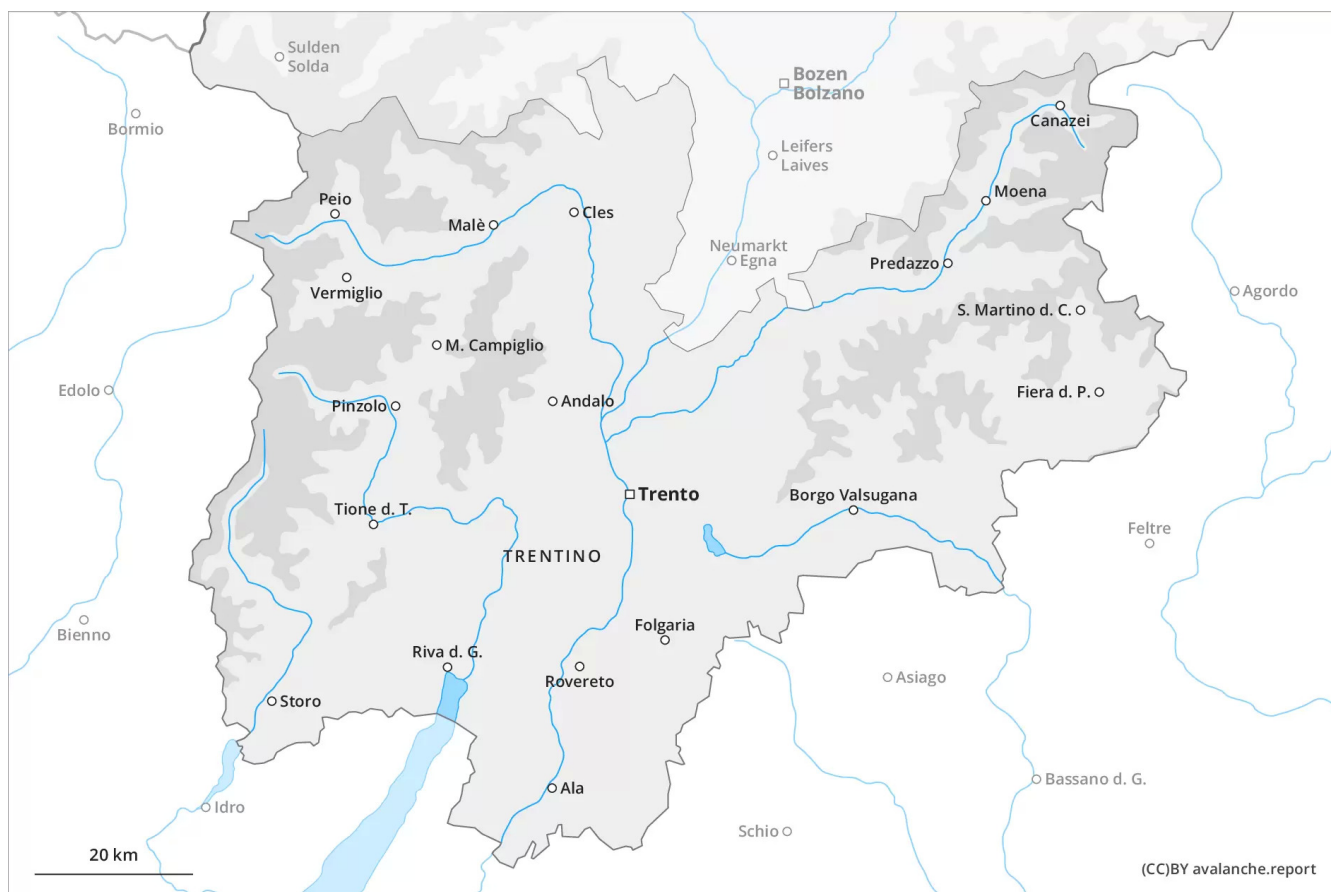 Sulden
Solda
Bozen
Bolzano
Bormio
Canazei
Leifers
Laives
Peio
Moena
Malè
Cles
Neumarkt
Egna
Predazzo
Vermiglio
Agordo
S. Martino d. C.
M. Campiglio
Edolo
Fiera d. P.
Andalo
Pinzolo
Trento
Borgo Valsugana
Tione d. T.
Feltre
TRENTINO
Bienno
Folgaria
Riva d. G.
Asiago
Rovereto
Storo
Bassano d. G.
Ala
Idro
Schio
20 km
(CC)BY avalanche.report